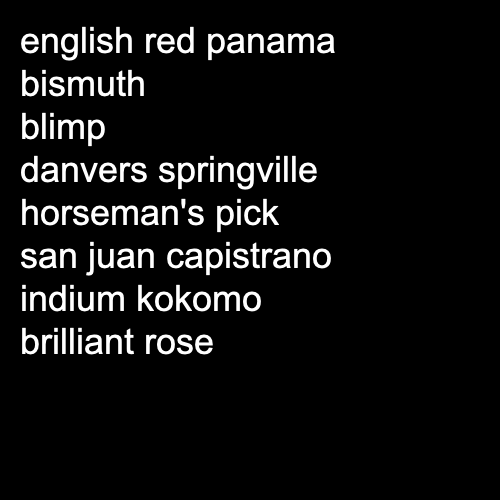 english red panama
bismuth
blimp
danvers springville
horseman's pick
san juan capistrano
indium kokomo
brilliant rose